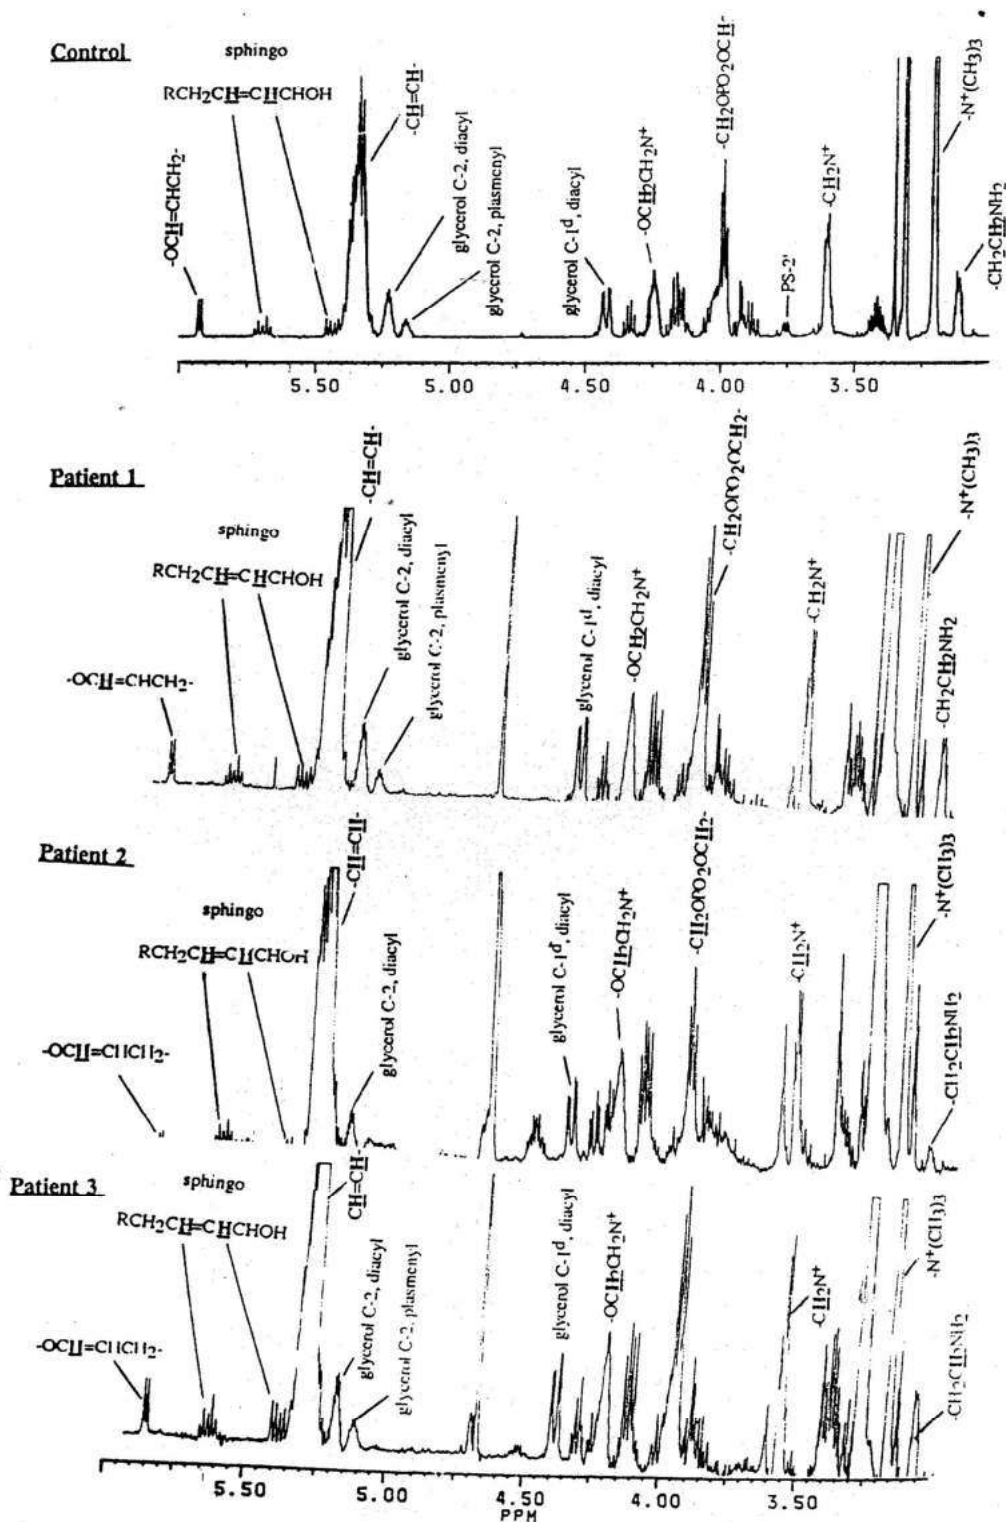 Control
sphingo
RCH2CH=CHCHOH
-OCH=CHCH2-
-CH=CH-
glycerol C-2, diacyl
glycerol C-2, plasmenyl
glycerol C-1d, diacyl
-OCH2CH2N+
-CH2OPO2OCH-
PS-2'
-CH2N+
-N+(CH3)3
-CH2CH2NH2
5.50 5.00 4.50 4.00 3.50
Patient 1
sphingo
RCH2CH=CHCHOH
-OCH=CHCH2-
-CH=CH-
glycerol C-2, diacyl
glycerol C-2, plasmenyl
glycerol C-1d, diacyl
-OCH2CH2N+
-CH2OPO2OCH2-
-CH2N+
-N+(CH3)3
-CH2CH2NH2
Patient 2
sphingo
RCH2CH=CHCHOH
-OCH=CHCH2-
-CH=CH-
glycerol C-2, diacyl
glycerol C-1d, diacyl
-OCH2CH2N+
-CH2OPO2OCH2-
-CH2N+
-N+(CH3)3
-CH2CH2NH2
Patient 3
sphingo
RCH2CH=CHCHOH
-OCH=CHCH2-
CH=CH-
glycerol C-2, diacyl
glycerol C-2, plasmenyl
glycerol C-1d, diacyl
-OCH2CH2N+
-CH2N+
-N+(CH3)3
-CH2CH2NH2
5.50 5.00 4.50 4.00 3.50
PPM